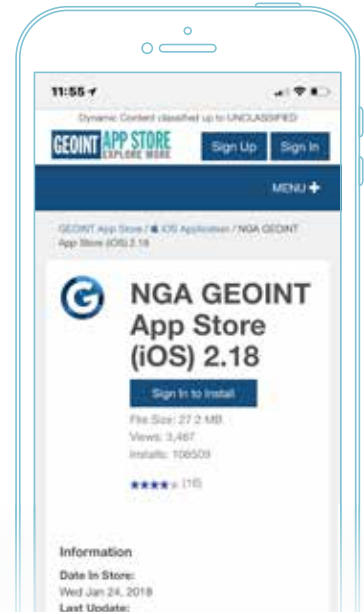 11:55
Dynamic Content classified up to UNCLASSIFIED
GEOINT APP STORE
EXPLORE MORE
Sign Up
Sign In
MENU +
GEOINT App Store / iOS Application / NGA GEOINT
App Store (iOS) 2.18
G
NGA GEOINT
App Store
(iOS) 2.18
Sign In to Install
File Size: 27.2 MB
Views: 3,467
Installs: 108509
★★★★★ (16)
Information
Date In Store:
Wed Jan 24, 2018
Last Update: